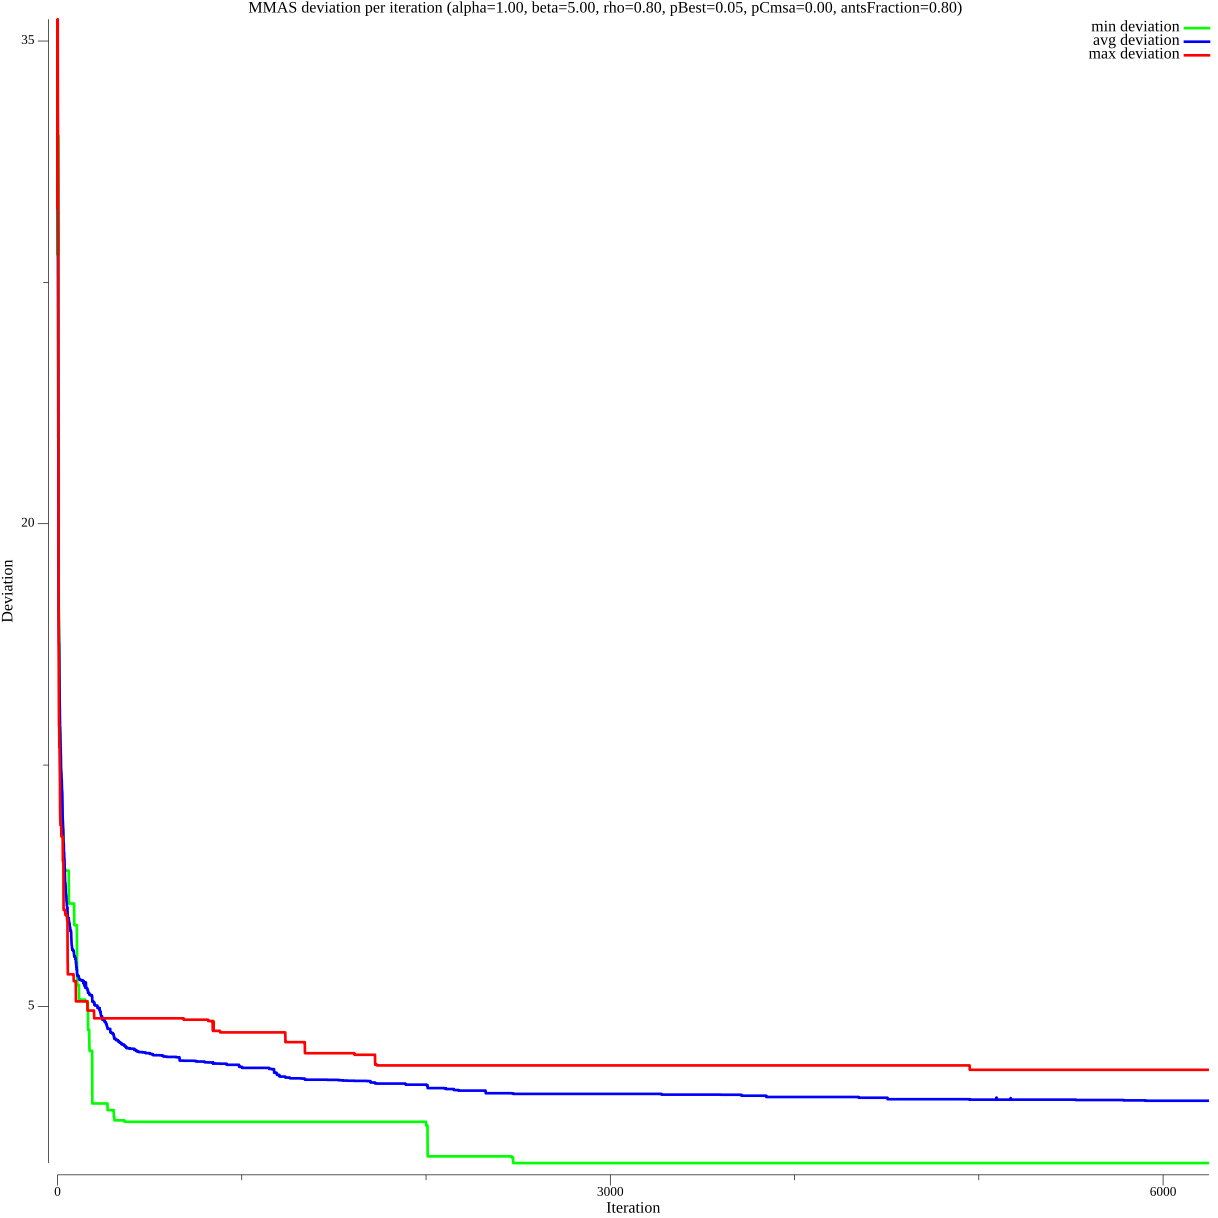 MMAS deviation per iteration (alpha=1.00, beta=5.00, rho=0.80, pBest=0.05, pCmsa=0.00, antsFraction=0.80)
min deviation
avg deviation
max deviation
35
20
5
Deviation
0
3000
6000
Iteration